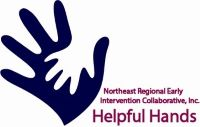 Northeast Regional Early
Intervention Collaborative, Inc.
Helpful Hands